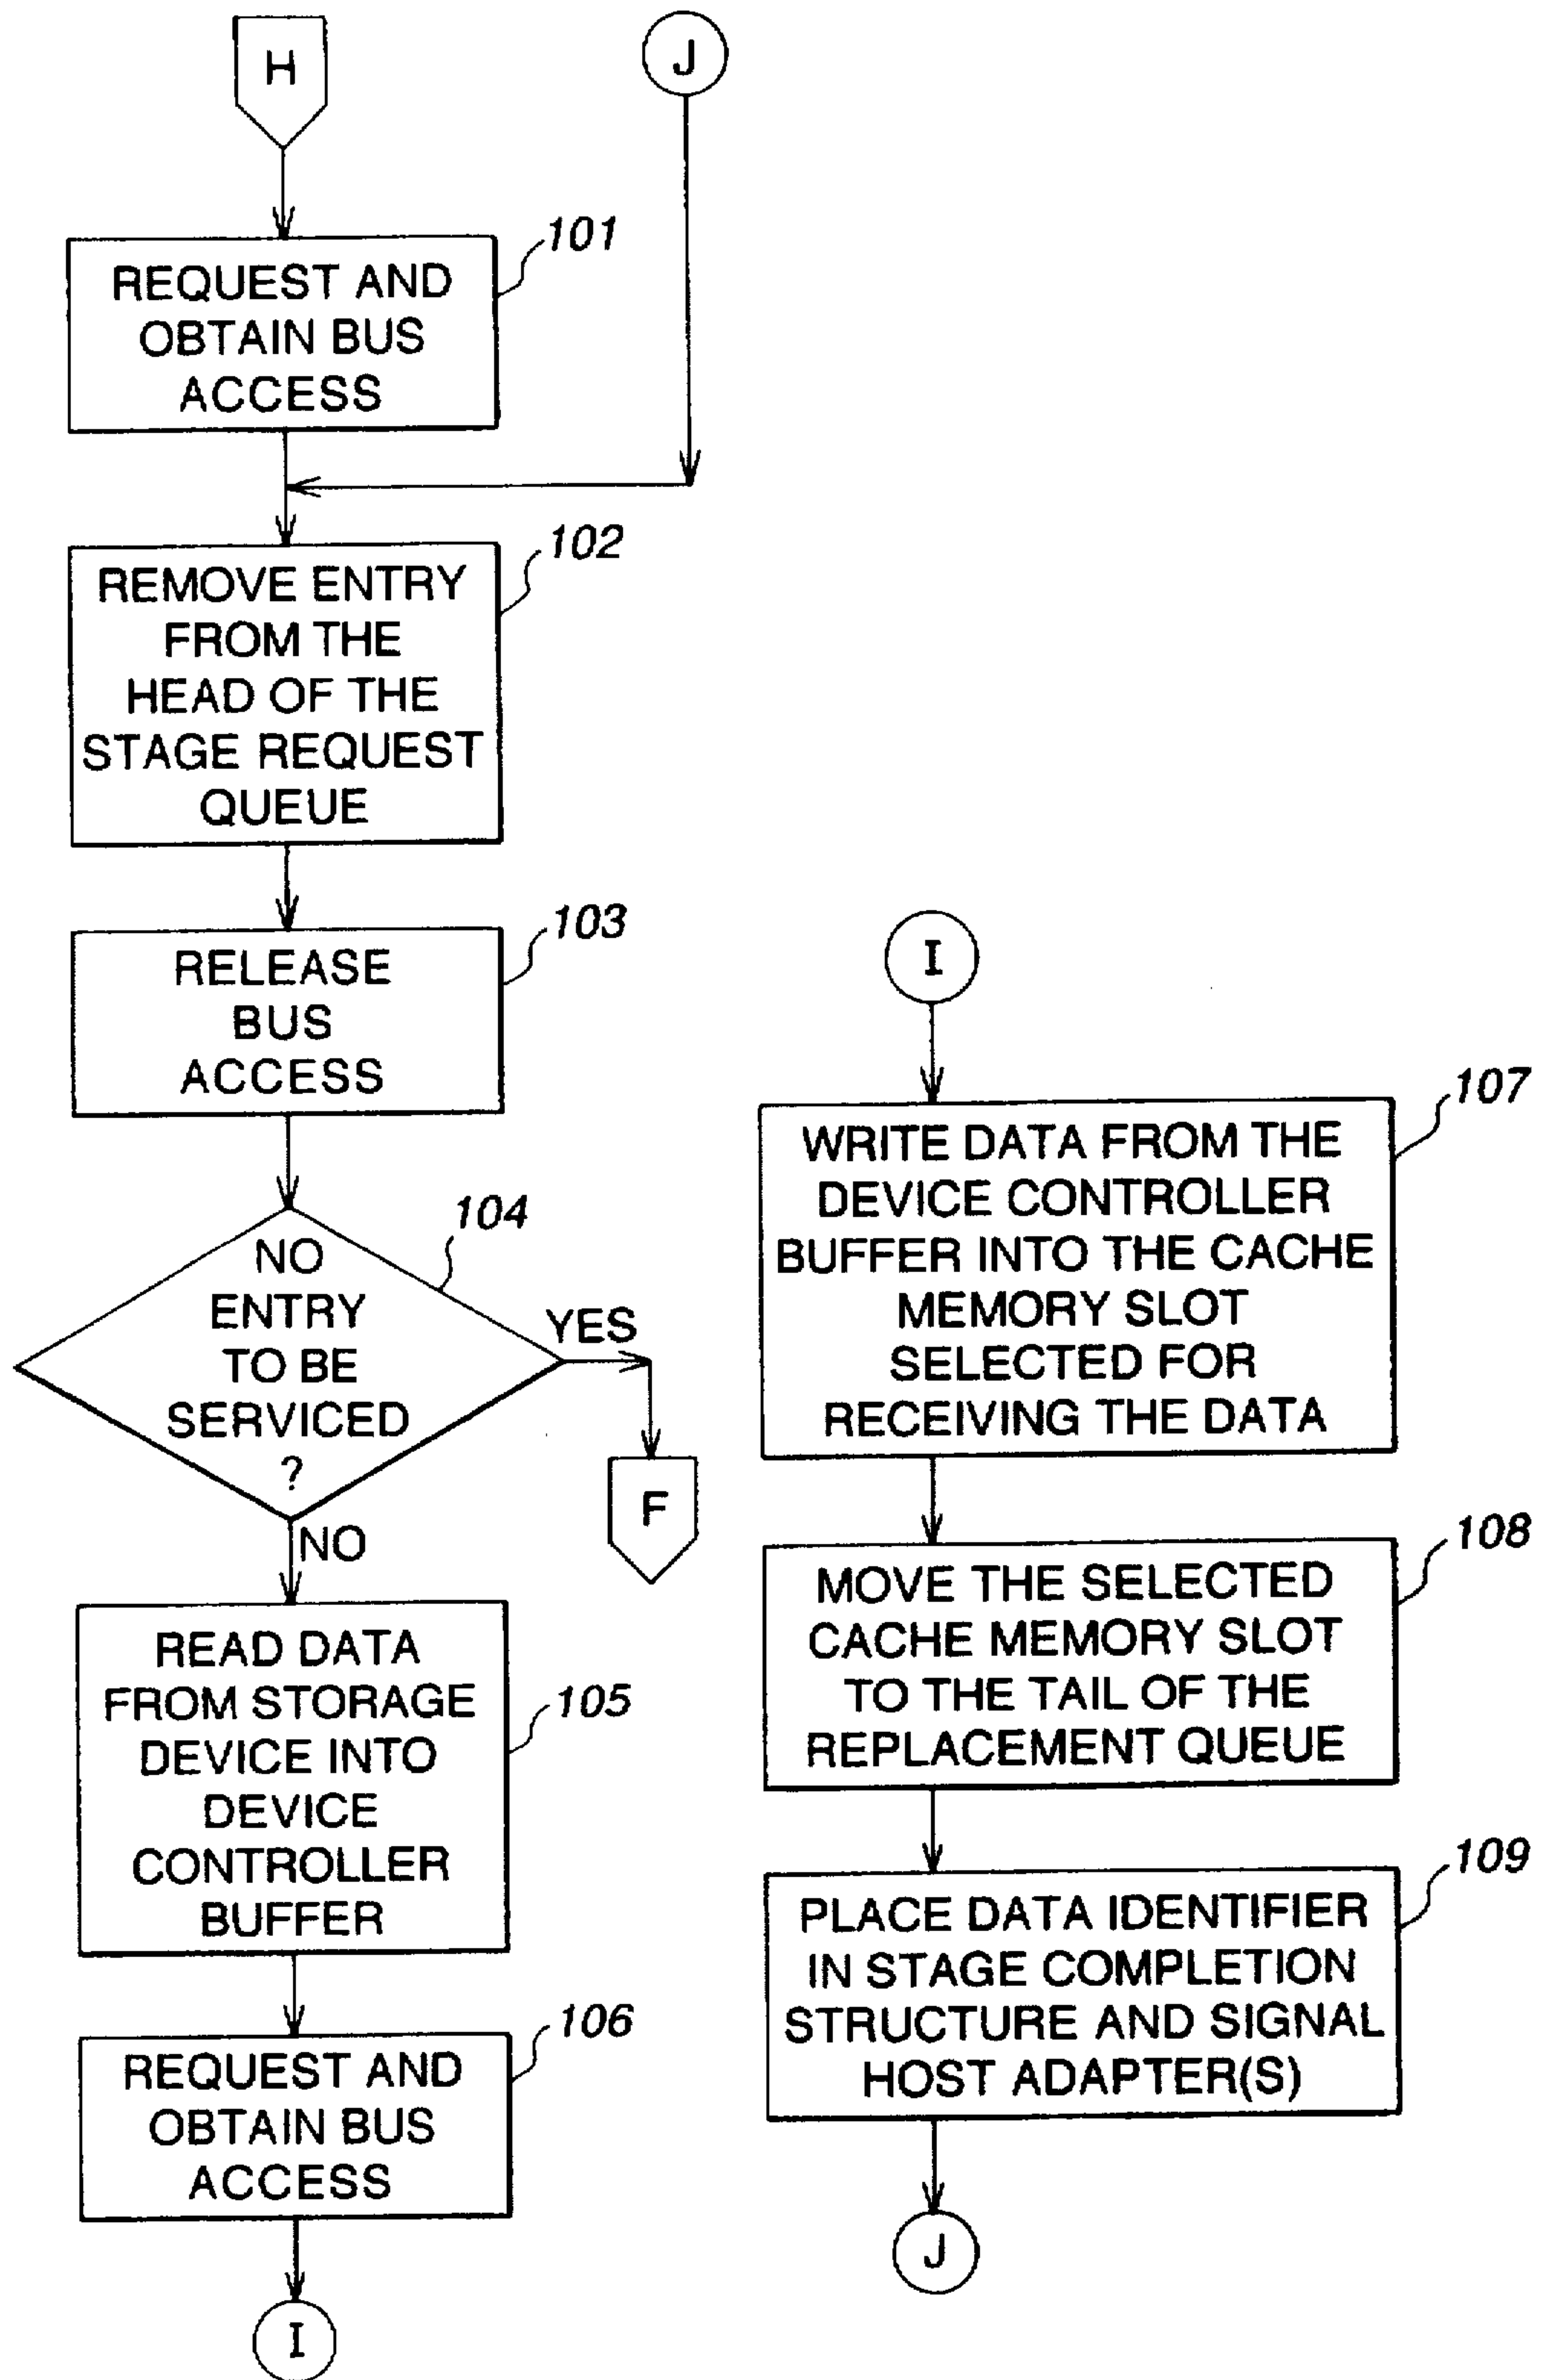 H
J
101
REQUEST AND
OBTAIN BUS
ACCESS
102
REMOVE ENTRY
FROM THE
HEAD OF THE
STAGE REQUEST
QUEUE
103
RELEASE
BUS
ACCESS
104
NO
ENTRY
TO BE
SERVICED
?
YES
F
NO
105
READ DATA
FROM STORAGE
DEVICE INTO
DEVICE
CONTROLLER
BUFFER
106
REQUEST AND
OBTAIN BUS
ACCESS
I
I
107
WRITE DATA FROM THE
DEVICE CONTROLLER
BUFFER INTO THE CACHE
MEMORY SLOT
SELECTED FOR
RECEIVING THE DATA
108
MOVE THE SELECTED
CACHE MEMORY SLOT
TO THE TAIL OF THE
REPLACEMENT QUEUE
109
PLACE DATA IDENTIFIER
IN STAGE COMPLETION
STRUCTURE AND SIGNAL
HOST ADAPTER(S)
J